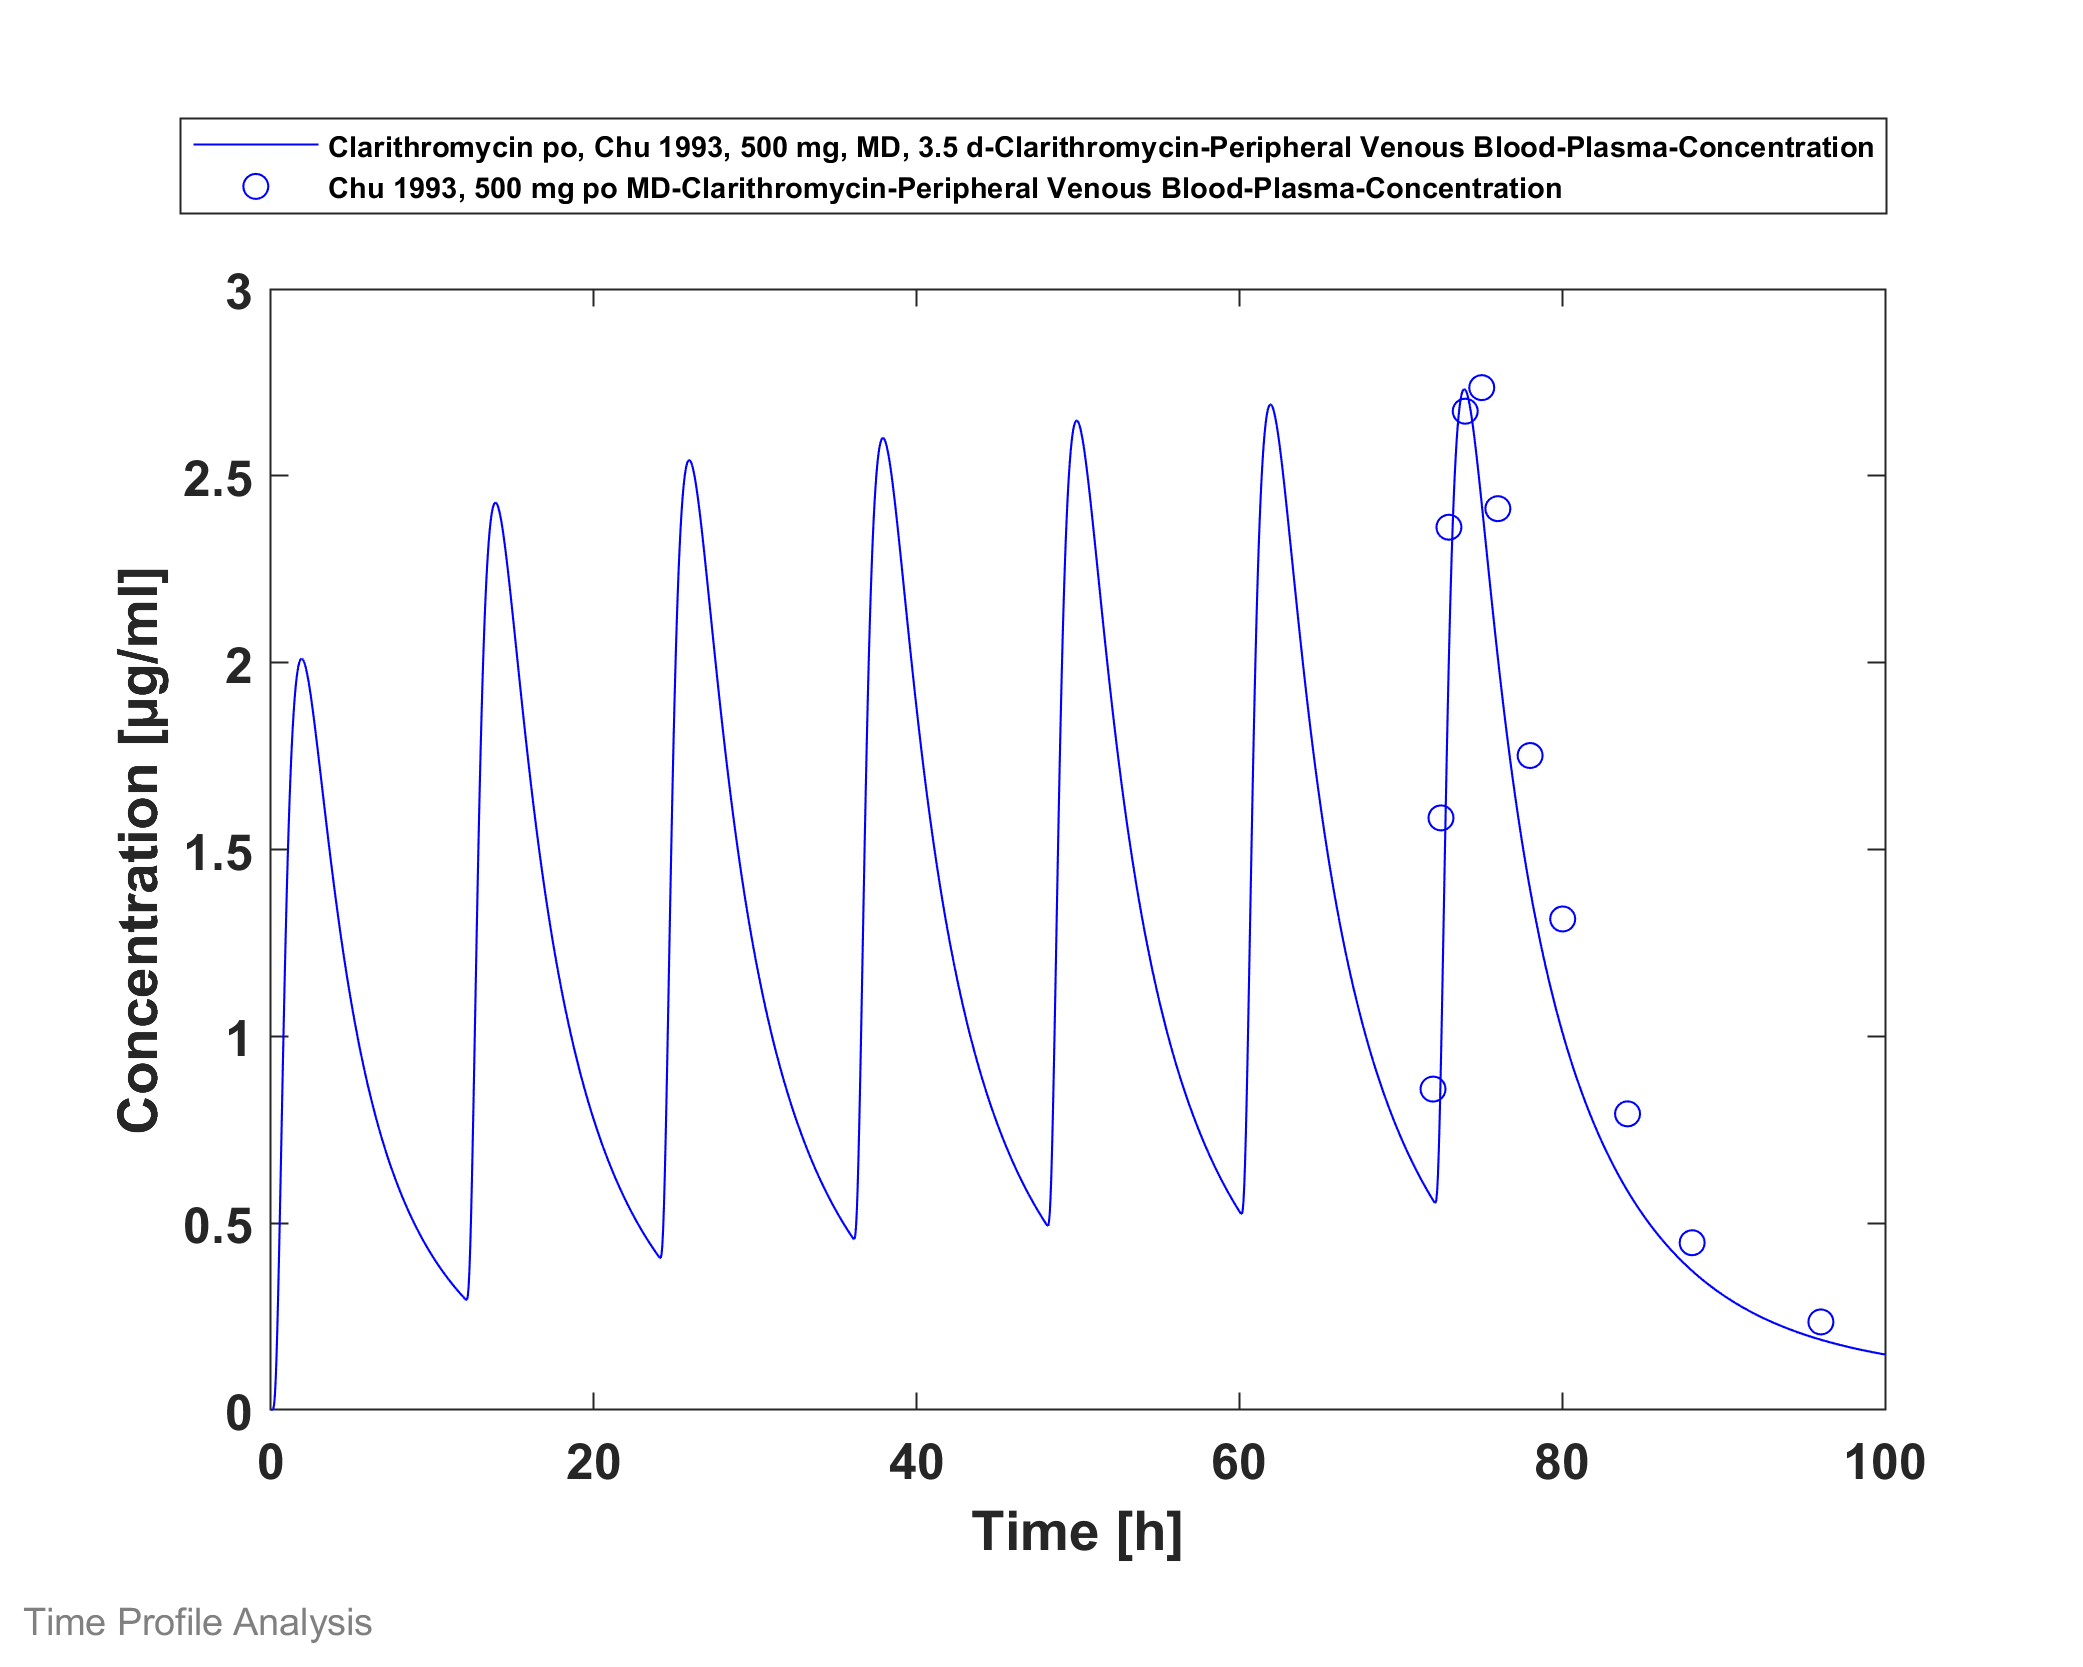 Clarithromycin po, Chu 1993, 500 mg, MD, 3.5 d-Clarithromycin-Peripheral Venous Blood-Plasma-Concentration
Chu 1993, 500 mg po MD-Clarithromycin-Peripheral Venous Blood-Plasma-Concentration
3
2.5
2
1.5
1
0.5
0
Concentration [µg/ml]
0 20 40 60 80 100
Time [h]
Time Profile Analysis